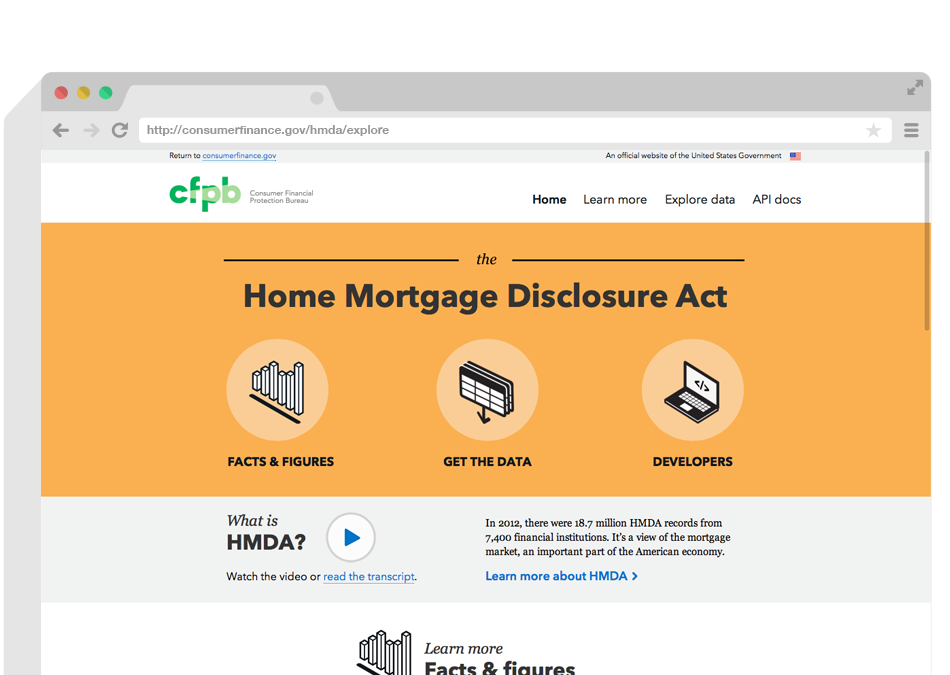 http://consumerfinance.gov/hmda/explore
Return to consumerfinance.gov
An official website of the United States Government
cfpb
Consumer Financial
Protection Bureau
Home
Learn more
Explore data
API docs
the
Home Mortgage Disclosure Act
</>
FACTS & FIGURES
GET THE DATA
DEVELOPERS
What is
HMDA?
Watch the video or read the transcript.
In 2012, there were 18.7 million HMDA records from
7,400 financial institutions. It's a view of the mortgage
market, an important part of the American economy.
Learn more about HMDA >
Learn more
Facts & figures